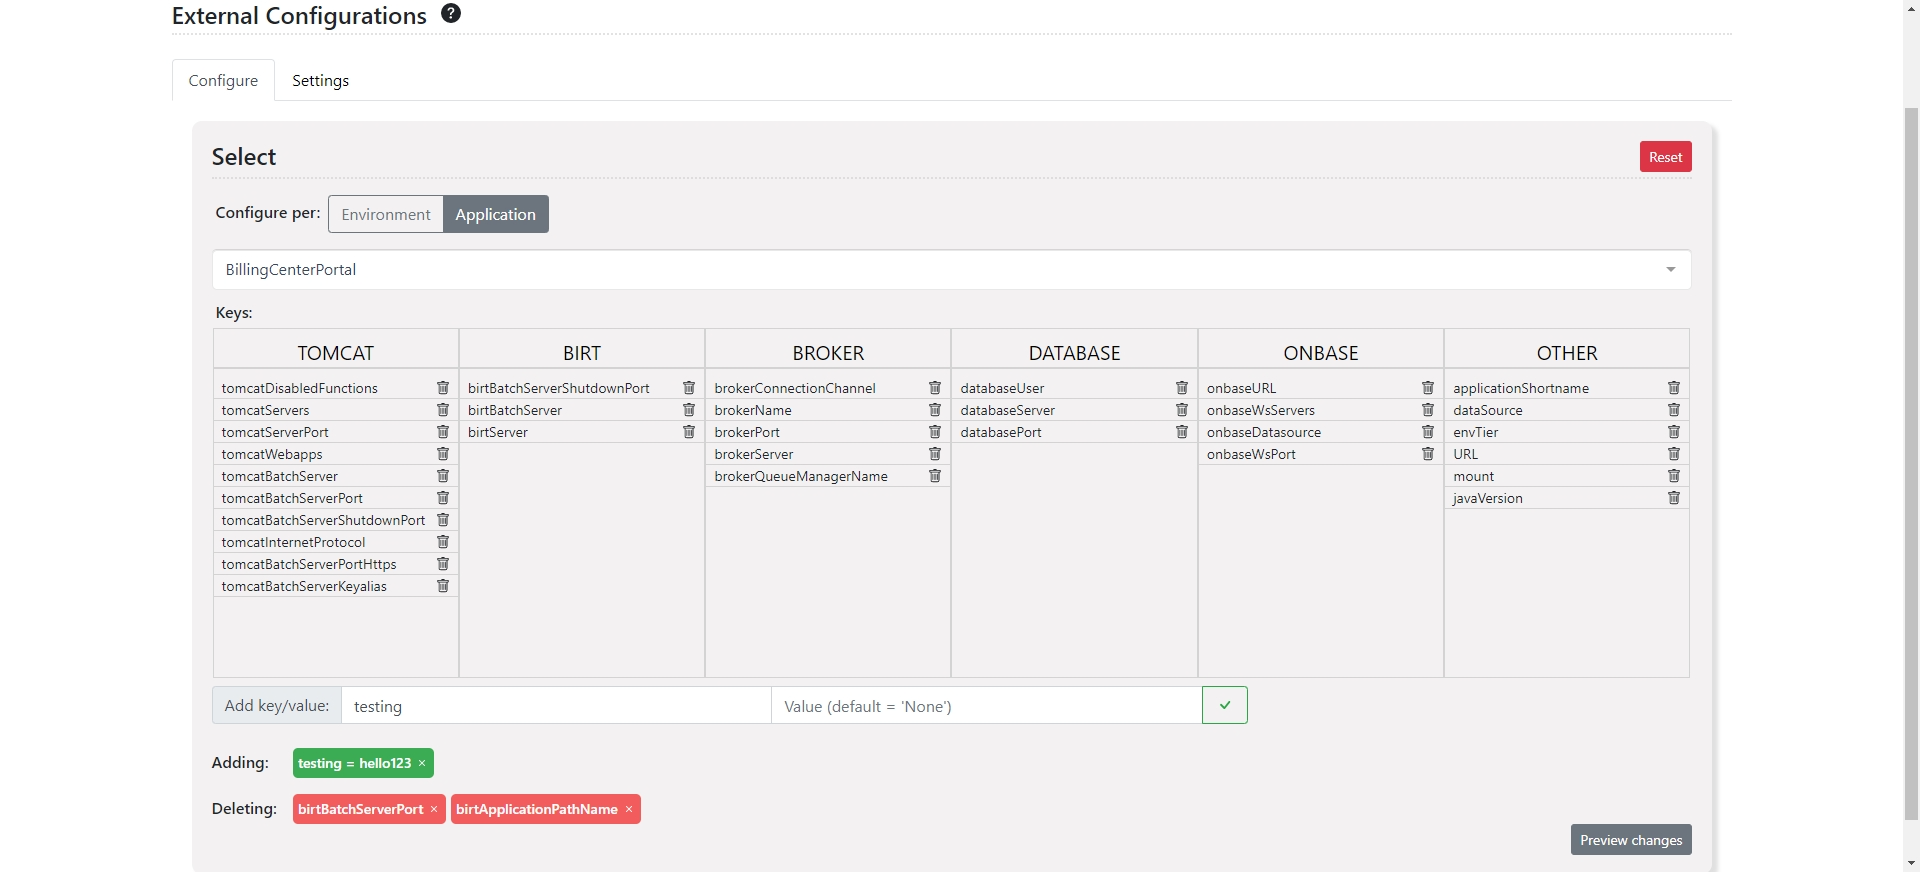 External Configurations ?
Configure Settings
Select
Reset
Configure per: Environment Application
BillingCenterPortal
Keys:
TOMCAT BIRT BROKER DATABASE ONBASE OTHER
tomcatDisabledFunctions birtBatchServerShutdownPort brokerConnectionChannel databaseUser onbaseURL applicationShortname
tomcatServers birtBatchServer brokerName databaseServer onbaseWsServers dataSource
tomcatServerPort birtServer brokerPort databasePort onbaseDatasource envTier
tomcatWebapps brokerServer onbaseWsPort URL
tomcatBatchServer brokerQueueManagerName mount
tomcatBatchServerPort javaVersion
tomcatBatchServerShutdownPort
tomcatInternetProtocol
tomcatBatchServerPortHttps
tomcatBatchServerKeyalias
Add key/value: testing Value (default = 'None')
Adding: testing = hello123 ×
Deleting: birtBatchServerPort × birtApplicationPathName ×
Preview changes